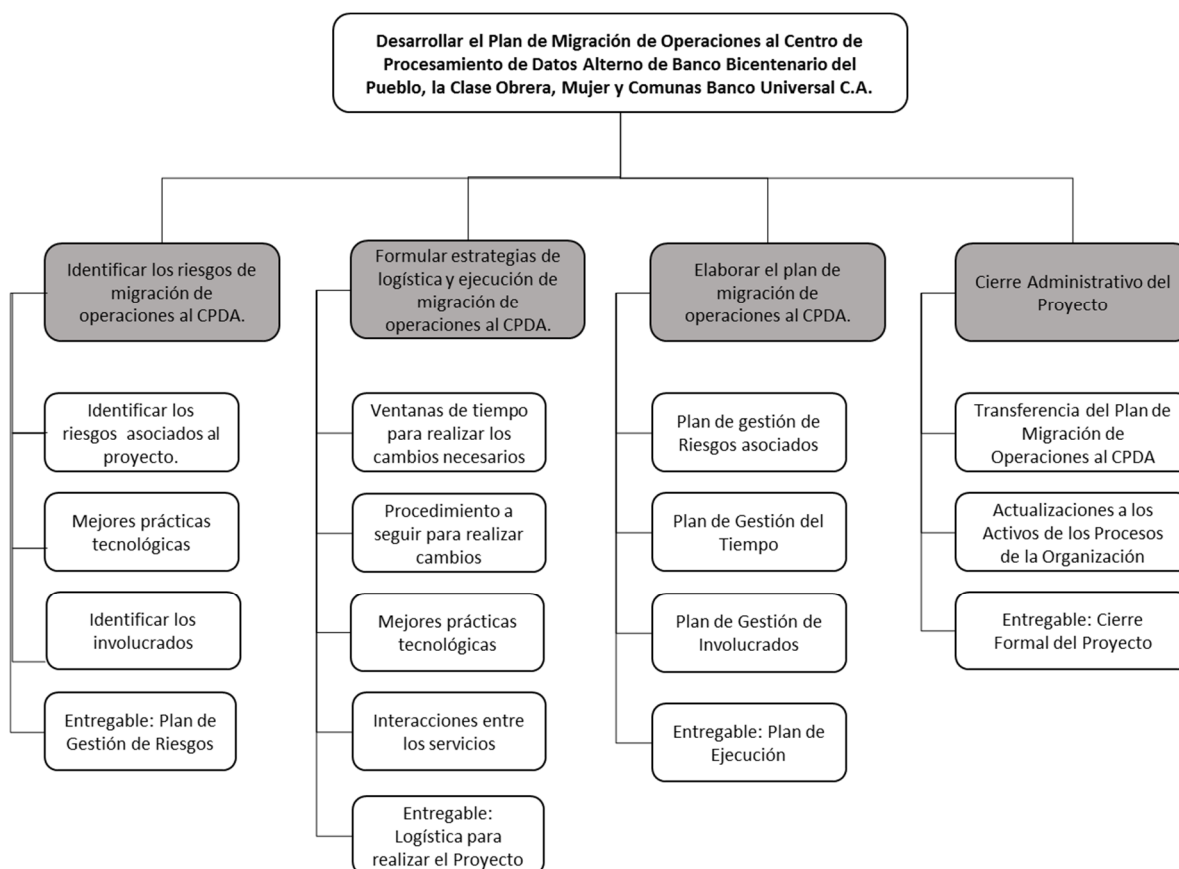 Desarrollar el Plan de Migración de Operaciones al Centro de
Procesamiento de Datos Alterno de Banco Bicentenario del
Pueblo, la Clase Obrera, Mujer y Comunas Banco Universal C.A.
Identificar los riesgos de
migración de
operaciones al CPDA.
Identificar los
riesgos asociados al
proyecto.
Mejores prácticas
tecnológicas
Identificar los
involucrados
Entregable: Plan de
Gestión de Riesgos
Formular estrategias de
logística y ejecución de
migración de
operaciones al CPDA.
Ventanas de tiempo
para realizar los
cambios necesarios
Procedimiento a
seguir para realizar
cambios
Mejores prácticas
tecnológicas
Interacciones entre
los servicios
Entregable:
Logística para
realizar el Proyecto
Elaborar el plan de
migración de
operaciones al CPDA.
Plan de gestión de
Riesgos asociados
Plan de Gestión del
Tiempo
Plan de Gestión de
Involucrados
Entregable: Plan de
Ejecución
Cierre Administrativo del
Proyecto
Transferencia del Plan de
Migración de
Operaciones al CPDA
Actualizaciones a los
Activos de los Procesos
de la Organización
Entregable: Cierre
Formal del Proyecto